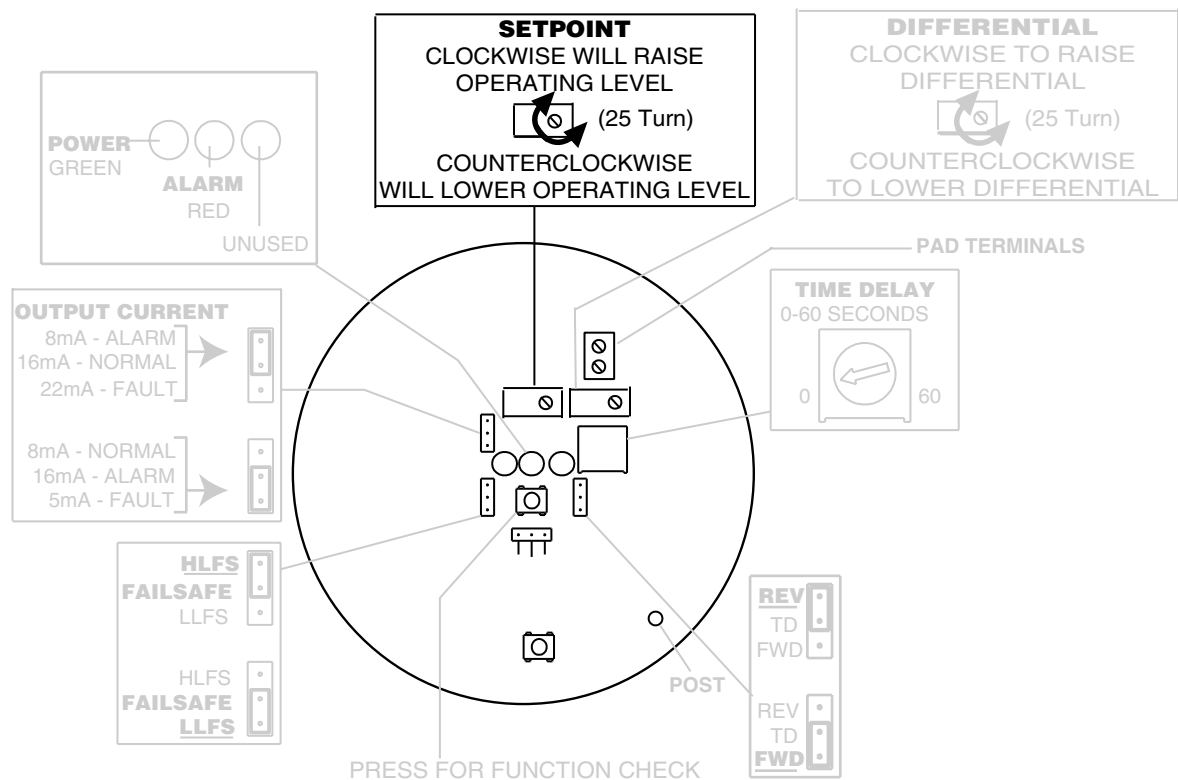 SETPOINT
CLOCKWISE WILL RAISE
OPERATING LEVEL
(25 Turn)
COUNTERCLOCKWISE
WILL LOWER OPERATING LEVEL
DIFFERENTIAL
CLOCKWISE TO RAISE
DIFFERENTIAL
(25 Turn)
COUNTERCLOCKWISE
TO LOWER DIFFERENTIAL
POWER
GREEN
ALARM
RED
UNUSED
PAD TERMINALS
OUTPUT CURRENT
8mA - ALARM
16mA - NORMAL
22mA - FAULT
8mA - NORMAL
16mA - ALARM
5mA - FAULT
TIME DELAY
0-60 SECONDS
0
60
HLFS
FAILSAFE
LLFS
HLFS
FAILSAFE
LLFS
REV
TD
FWD
REV
TD
FWD
POST
PRESS FOR FUNCTION CHECK